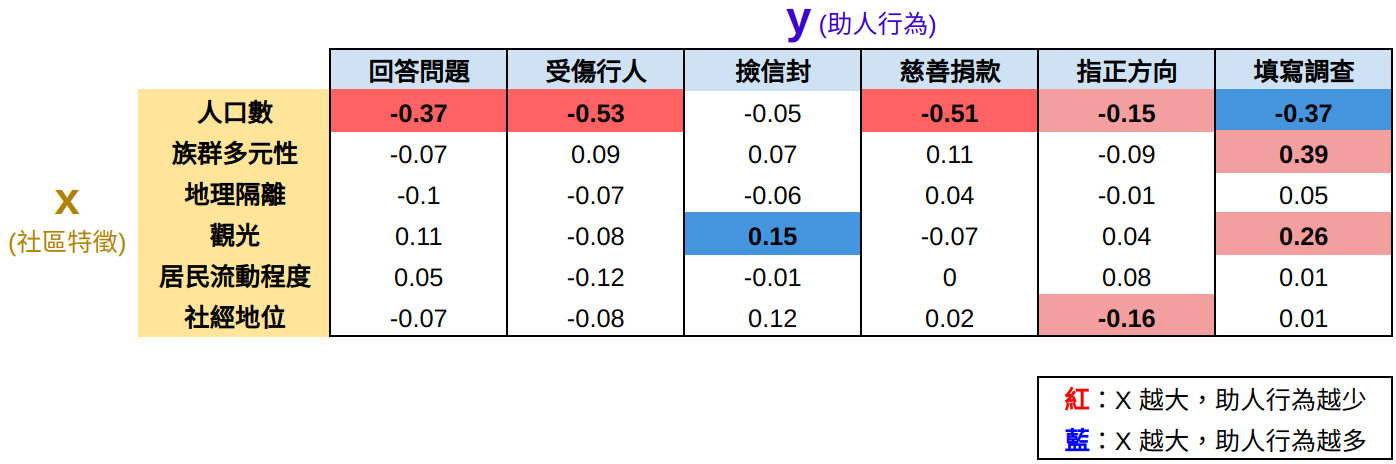 y (助人行為)
回答問題 受傷行人 撿信封 慈善捐款 指正方向 填寫調查
人口數 -0.37 -0.53 -0.05 -0.51 -0.15 -0.37
族群多元性 -0.07 0.09 0.07 0.11 -0.09 0.39
地理隔離 -0.1 -0.07 -0.06 0.04 -0.01 0.05
x
(社區特徵)
觀光 0.11 -0.08 0.15 -0.07 0.04 0.26
居民流動程度 0.05 -0.12 -0.01 0 0.08 0.01
社經地位 -0.07 -0.08 0.12 0.02 -0.16 0.01
紅：X 越大，助人行為越少
藍：X 越大，助人行為越多